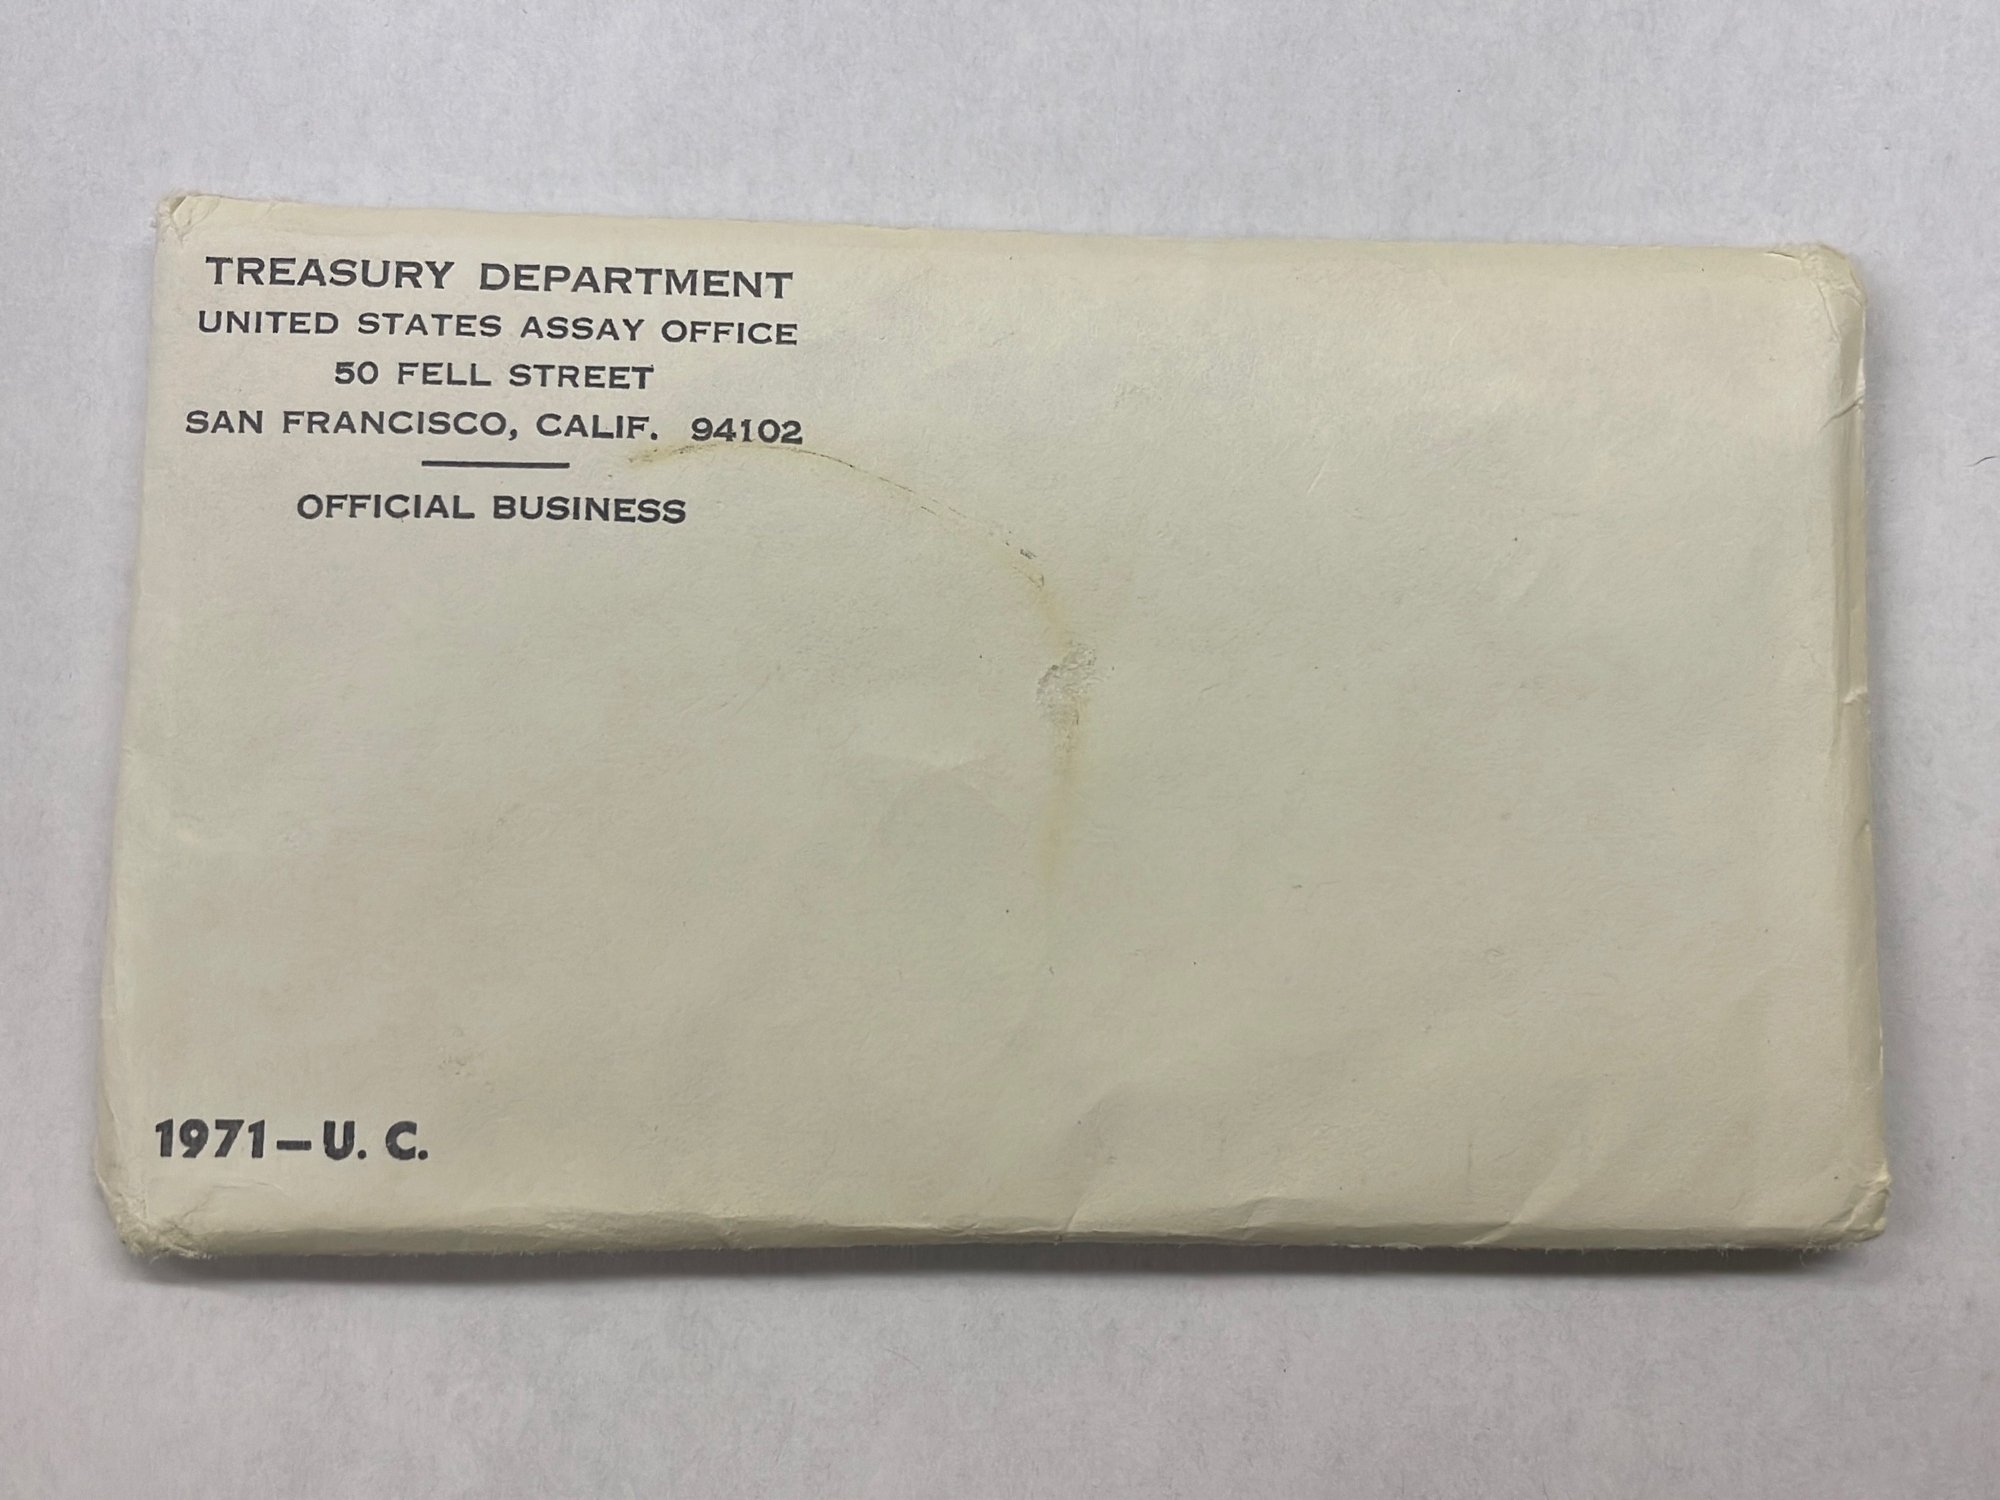 TREASURY DEPARTMENT
UNITED STATES ASSAY OFFICE
50 FELL STREET
SAN FRANCISCO, CALIF. 94102
OFFICIAL BUSINESS
1971-U. C.